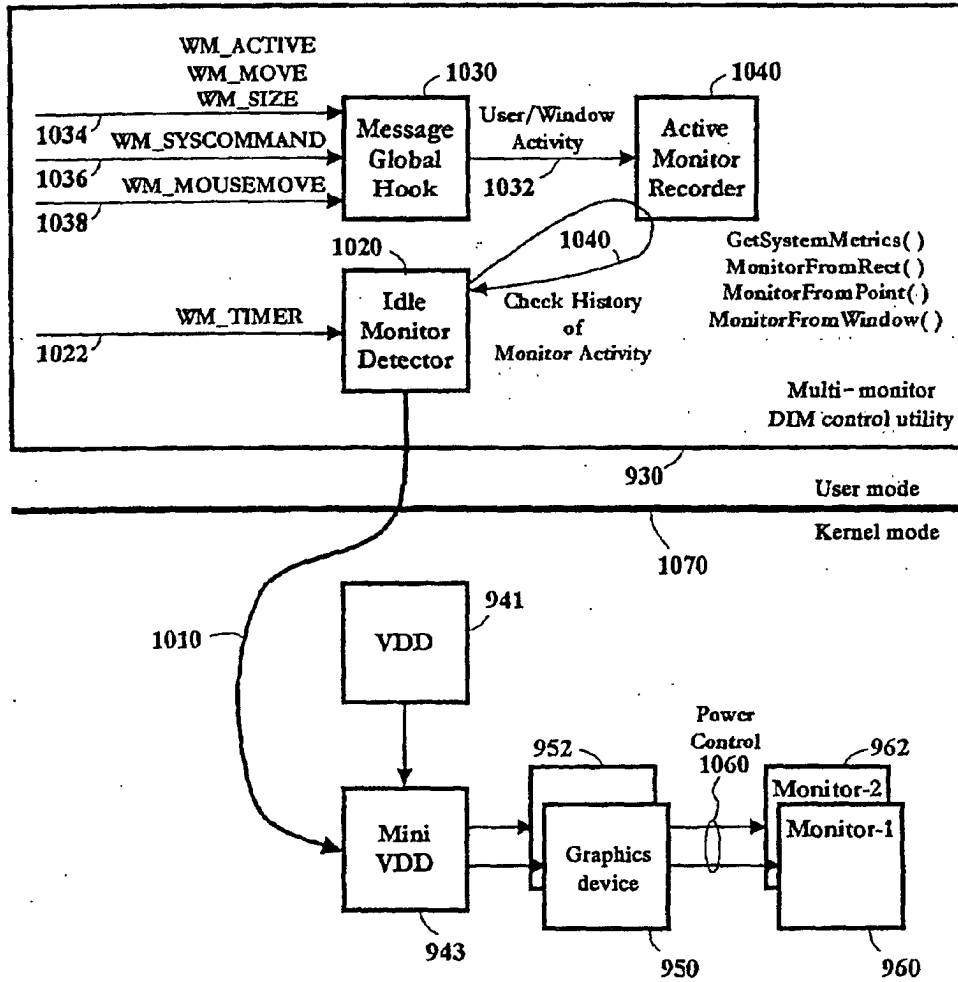 WM_ACTIVE
WM_MOVE
WM_SIZE
1034
WM_SYSCOMMAND
1036
WM_MOUSEMOVE
1038
1030
Message
Global
Hook
User/Window
Activity
1032
1040
Active
Monitor
Recorder
1020
Idle
Monitor
Detector
WM_TIMER
1022
1040
Check History
of
Monitor Activity
GetSystemMetrics( )
MonitorFromRect( )
MonitorFromPoint( )
MonitorFromWindow( )
Multi-monitor
DIM control utility
930
User mode
Kernel mode
1070
1010
941
VDD
Mini
VDD
943
952
Graphics
device
950
Power
Control
1060
962
Monitor-2
Monitor-1
960